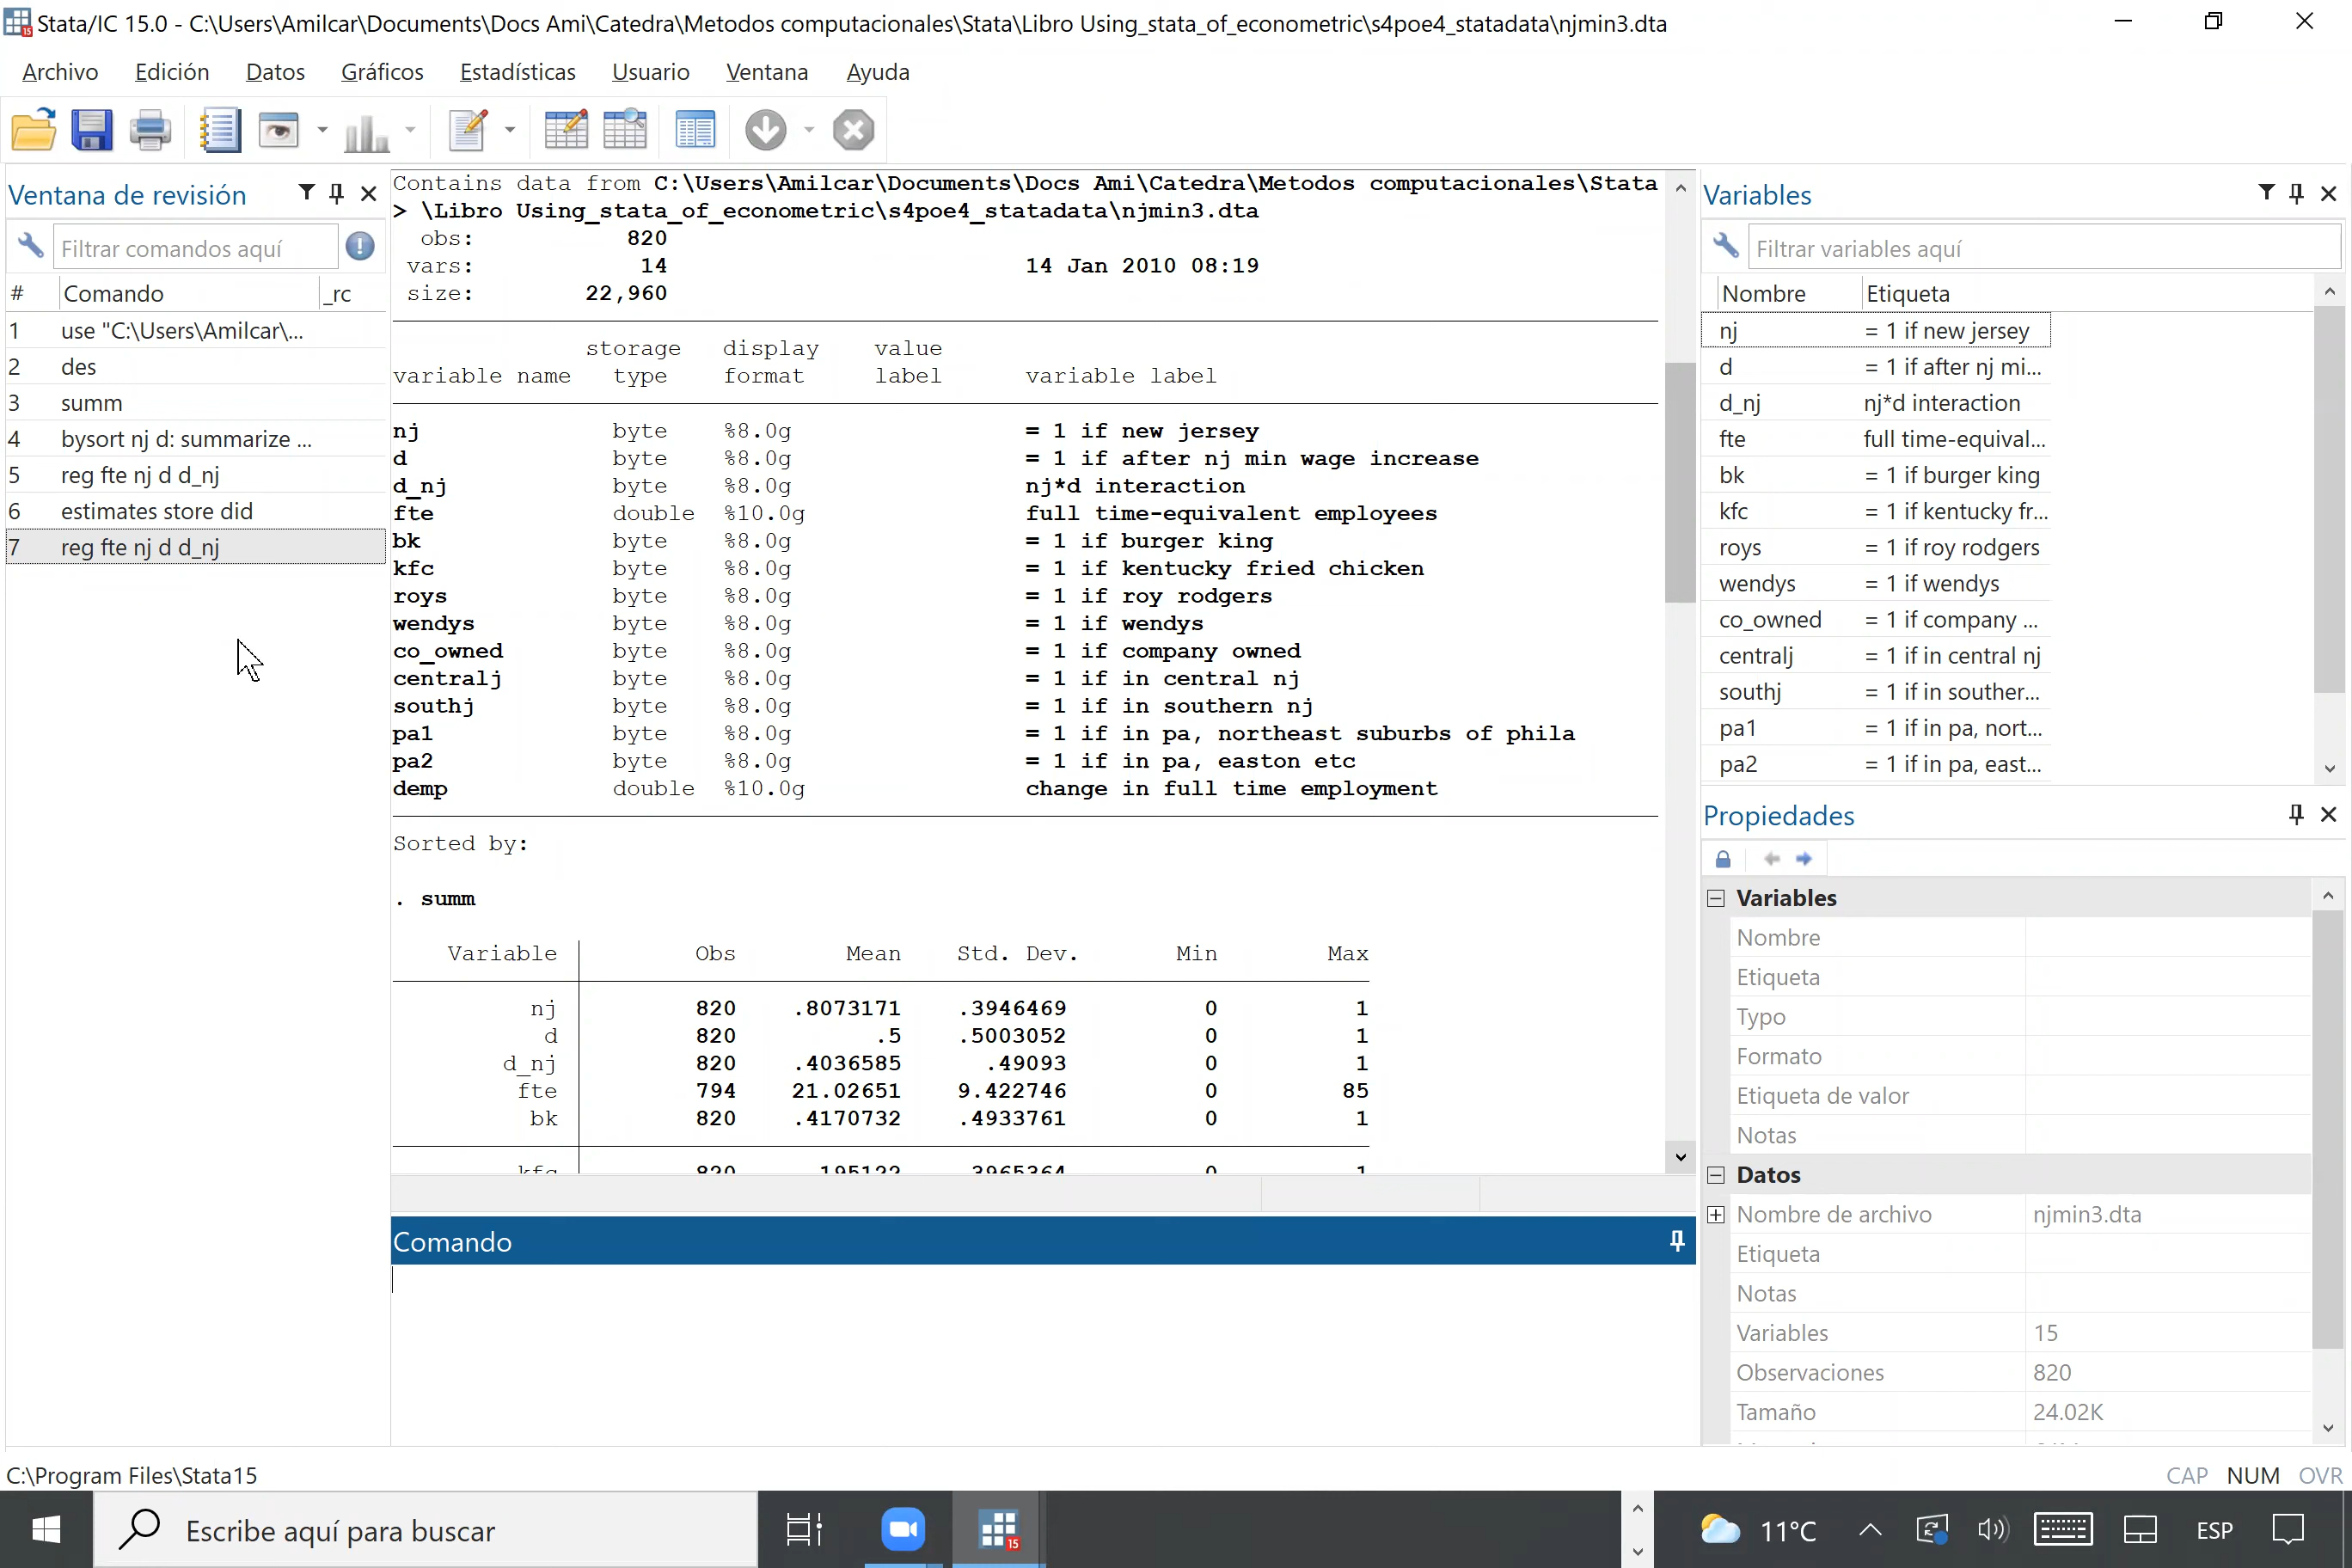 Stata/IC 15.0 - C:\Users\Amilcar\Documents\Docs Ami\Catedra\Metodos computacionales\Stata\Libro Using_stata_of_econometric\s4poe4_statadata\njmin3.dta
Archivo Edición Datos Gráficos Estadísticas Usuario Ventana Ayuda
Ventana de revisión
Filtrar comandos aquí
# Comando _rc
1 use "C:\Users\Amilcar\...
2 des
3 summ
4 bysort nj d: summarize ...
5 reg fte nj d d_nj
6 estimates store did
7 reg fte nj d d_nj
Contains data from C:\Users\Amilcar\Documents\Docs Ami\Catedra\Metodos computacionales\Stata
> \Libro Using_stata_of_econometric\s4poe4_statadata\njmin3.dta
obs: 820
vars: 14 14 Jan 2010 08:19
size: 22,960
storage display value
variable name type format label variable label
nj byte %8.0g = 1 if new jersey
d byte %8.0g = 1 if after nj min wage increase
d_nj byte %8.0g nj*d interaction
fte double %10.0g full time-equivalent employees
bk byte %8.0g = 1 if burger king
kfc byte %8.0g = 1 if kentucky fried chicken
roys byte %8.0g = 1 if roy rodgers
wendys byte %8.0g = 1 if wendys
co_owned byte %8.0g = 1 if company owned
centralj byte %8.0g = 1 if in central nj
southj byte %8.0g = 1 if in southern nj
pa1 byte %8.0g = 1 if in pa, northeast suburbs of phila
pa2 byte %8.0g = 1 if in pa, easton etc
demp double %10.0g change in full time employment
Sorted by:
. summ
Variable Obs Mean Std. Dev. Min Max
nj 820 .8073171 .3946469 0 1
d 820 .5 .5003052 0 1
d_nj 820 .4036585 .49093 0 1
fte 794 21.02651 9.422746 0 85
bk 820 .4170732 .4933761 0 1
kfc 820 .195122 .3965364 0 1
Comando
Variables
Filtrar variables aquí
Nombre Etiqueta
nj = 1 if new jersey
d = 1 if after nj mi...
d_nj nj*d interaction
fte full time-equival...
bk = 1 if burger king
kfc = 1 if kentucky fr...
roys = 1 if roy rodgers
wendys = 1 if wendys
co_owned = 1 if company ...
centralj = 1 if in central nj
southj = 1 if in souther...
pa1 = 1 if in pa, nort...
pa2 = 1 if in pa, east...
Propiedades
Variables
Nombre
Etiqueta
Typo
Formato
Etiqueta de valor
Notas
Datos
Nombre de archivo njmin3.dta
Etiqueta
Notas
Variables 15
Observaciones 820
Tamaño 24.02K
C:\Program Files\Stata15
CAP NUM OVR
Escribe aquí para buscar
15
11°C
ESP